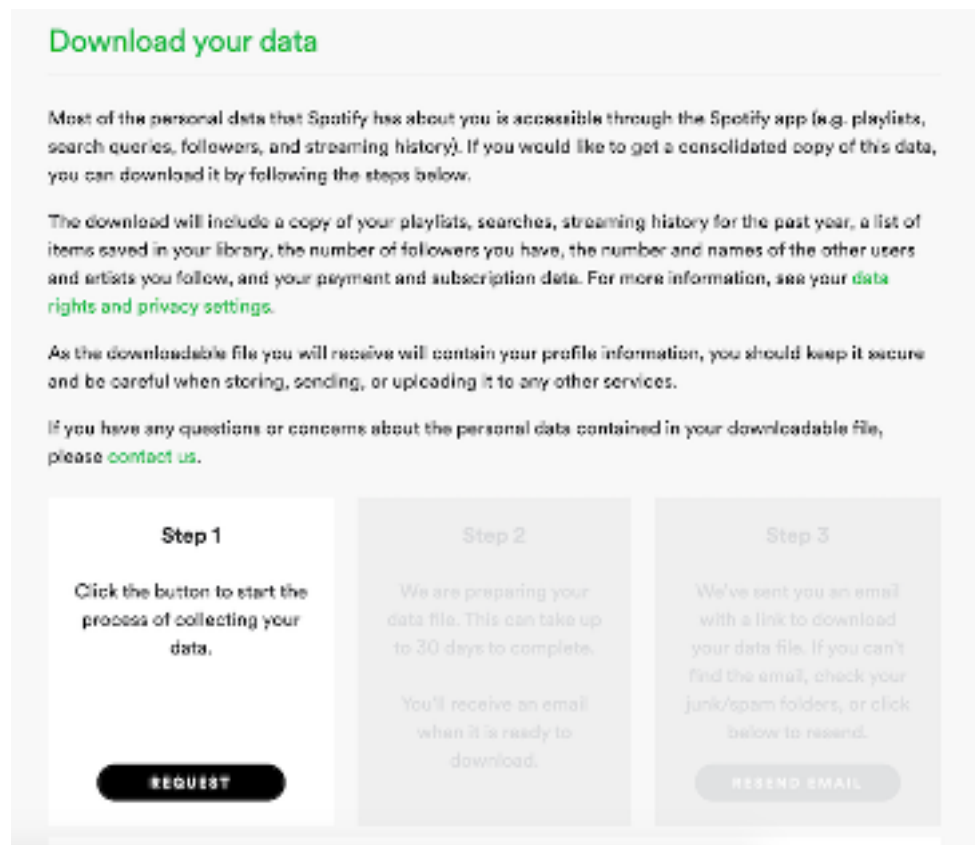 Download your data
Most of the personal data that Spotify has about you is accessible through the Spotify app (e.g. playlists,
search queries, followers, and streaming history). If you would like to get a consolidated copy of this data,
you can download it by following the steps below.
The download will include a copy of your playlists, searches, streaming history for the past year, a list of
items saved in your library, the number of followers you have, the number and names of the other users
and artists you follow, and your payment and subscription data. For more information, see your data
rights and privacy settings.
As the downloadable file you will receive will contain your profile information, you should keep it secure
and be careful when storing, sending, or uploading it to any other services.
If you have any questions or concerns about the personal data contained in your downloadable file,
please contact us.
Step 1
Click the button to start the
process of collecting your
data.
REQUEST
Step 2
We are preparing your
data file. This can take up
to 30 days to complete.
You'll receive an email
when it is ready to
download.
Step 3
We've sent you an email
with a link to download
your data file. If you can't
find the email, check your
junk/spam folders, or click
below to resend.
RESEND EMAIL